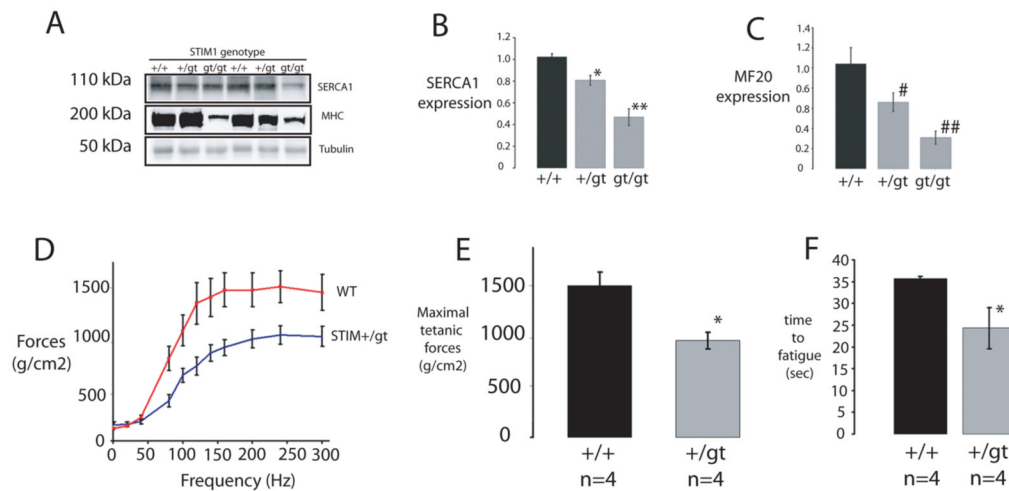 A
STIM1 genotype
+/+ +/gt gt/gt +/+ +/gt gt/gt
110 kDa
SERCA1
200 kDa
MHC
50 kDa
Tubulin
B
SERCA1
expression
1.2
1.0
0.8
0.6
0.4
0.2
0
*
**
+/+ +/gt gt/gt
C
MF20
expression
1.2
1.0
0.8
0.6
1.2
0.4
0.2
0
#
##
+/+ +/gt gt/gt
D
Forces
(g/cm2)
1500
1000
500
0
WT
STIM+/gt
0 50 100 150 200 250 300
Frequency (Hz)
E
Maximal
tetanic
forces
(g/cm2)
1500
1000
500
0
*
+/+ +/gt
n=4 n=4
F
time
to
fatigue
(sec)
40
35
35
25
20
15
10
5
0
*
+/+ +/gt
n=4 n=4